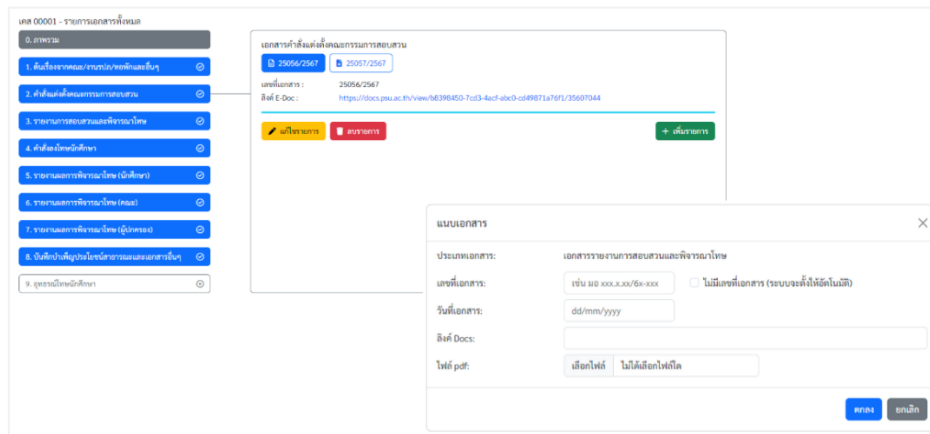 เคส 00001 - รายการเอกสารทั้งหมด
0. ภาพรวม
1. ต้นเรื่องจากคณะ/งานรปภ/หอพักและอื่นๆ
2. คำสั่งแต่งตั้งคณะกรรมการสอบสวน
3. รายงานการสอบสวนและพิจารณาโทษ
4. คำสั่งลงโทษนักศึกษา
5. รายงานผลการพิจารณาโทษ (นักศึกษา)
6. รายงานผลการพิจารณาโทษ (คณะ)
7. รายงานผลการพิจารณาโทษ (ผู้ปกครอง)
8. บันทึกบำเพ็ญประโยชน์สาธารณะและเอกสารอื่นๆ
9. อุทธรณ์โทษนักศึกษา
เอกสารคำสั่งแต่งตั้งคณะกรรมการสอบสวน
25056/2567 25057/2567
เลขที่เอกสาร : 25056/2567
ลิงค์ E-Doc : https://docs.psu.ac.th/view/b8398450-7cd3-4acf-abc0-cd49871a76f1/35607044
แก้ไขรายการ ลบรายการ + เพิ่มรายการ
แนบเอกสาร
ประเภทเอกสาร: เอกสารรายงานการสอบสวนและพิจารณาโทษ
เลขที่เอกสาร: เช่น มอ xxx.x.xx/6x-xxx ไม่มีเลขที่เอกสาร (ระบบจะตั้งให้อัตโนมัติ)
วันที่เอกสาร: dd/mm/yyyy
ลิงค์ Docs:
ไฟล์ pdf: เลือกไฟล์ ไม่ได้เลือกไฟล์ใด
ตกลง ยกเลิก